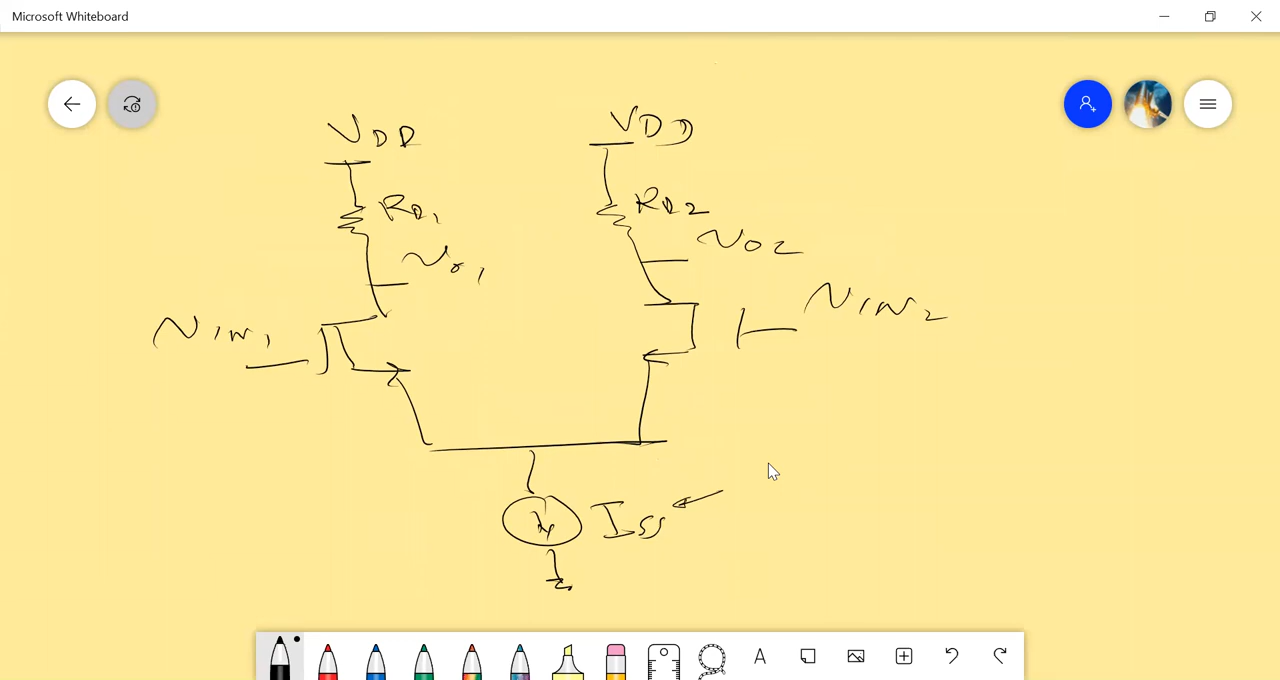 Microsoft Whiteboard
VDD
VDD
RD1
RD2
Vo1
Vo2
Vin1
VIN2
ISS
A